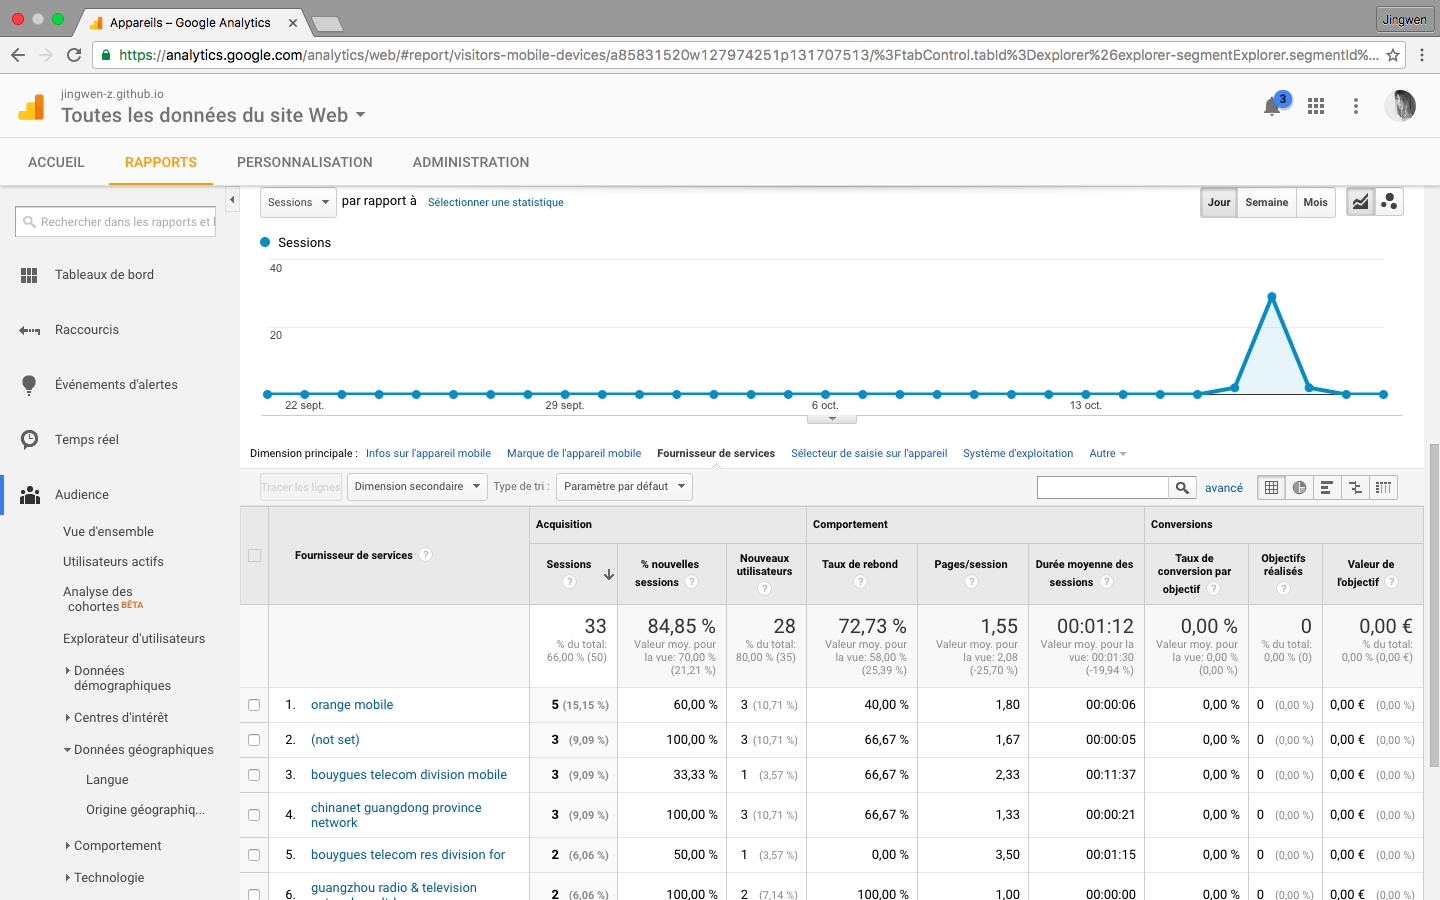 Appareils – Google Analytics
Jingwen
https://analytics.google.com/analytics/web/#report/visitors-mobile-devices/a85831520w127974251p131707513/%3FtabControl.tabId%3Dexplorer%26explorer-segmentExplorer.segmentId%...
jingwen-z.github.io
Toutes les données du site Web
3
ACCUEIL RAPPORTS PERSONNALISATION ADMINISTRATION
Rechercher dans les rapports et l
Tableaux de bord
Raccourcis
Événements d'alertes
Temps réel
Audience
Vue d'ensemble
Utilisateurs actifs
Analyse des
cohortes BÊTA
Explorateur d'utilisateurs
Données
démographiques
Centres d'intérêt
Données géographiques
Langue
Origine géographiq...
Comportement
Technologie
Sessions par rapport à Sélectionner une statistique
Jour Semaine Mois
Sessions
40
20
22 sept. 29 sept. 6 oct. 13 oct.
Dimension principale : Infos sur l'appareil mobile Marque de l'appareil mobile Fournisseur de services Sélecteur de saisie sur l'appareil Système d'exploitation Autre
Tracer les lignes Dimension secondaire Type de tri : Paramètre par défaut avancé
Fournisseur de services ?
Acquisition Comportement Conversions
Sessions ?
% nouvelles
sessions ?
Nouveaux
utilisateurs
?
Taux de rebond
?
Pages/session
?
Durée moyenne des
sessions ?
Taux de
conversion par
objectif ?
Objectifs
réalisés
?
Valeur de
l'objectif ?
33
% du total:
66,00 % (50)
84,85 %
Valeur moy. pour
la vue: 70,00 %
(21,21 %)
28
% du total:
80,00 % (35)
72,73 %
Valeur moy. pour
la vue: 58,00 %
(25,39 %)
1,55
Valeur moy. pour
la vue: 2,08
(-25,70 %)
00:01:12
Valeur moy. pour la
vue: 00:01:30
(-19,94 %)
0,00 %
Valeur moy. pour
la vue: 0,00 %
(0,00 %)
0
% du total:
0,00 % (0)
0,00 €
% du total:
0,00 % (0,00 €)
1. orange mobile 5 (15,15 %) 60,00 % 3 (10,71 %) 40,00 % 1,80 00:00:06 0,00 % 0 (0,00 %) 0,00 € (0,00 %)
2. (not set) 3 (9,09 %) 100,00 % 3 (10,71 %) 66,67 % 1,67 00:00:05 0,00 % 0 (0,00 %) 0,00 € (0,00 %)
3. bouygues telecom division mobile 3 (9,09 %) 33,33 % 1 (3,57 %) 66,67 % 2,33 00:11:37 0,00 % 0 (0,00 %) 0,00 € (0,00 %)
4. chinanet guangdong province
network 3 (9,09 %) 100,00 % 3 (10,71 %) 66,67 % 1,33 00:00:21 0,00 % 0 (0,00 %) 0,00 € (0,00 %)
5. bouygues telecom res division for 2 (6,06 %) 50,00 % 1 (3,57 %) 0,00 % 3,50 00:01:15 0,00 % 0 (0,00 %) 0,00 € (0,00 %)
6. guangzhou radio & television
2 (6,06 %) 100,00 % 2 (7,14 %) 100,00 % 1,00 00:00:00 0,00 % 0 (0,00 %) 0,00 € (0,00 %)